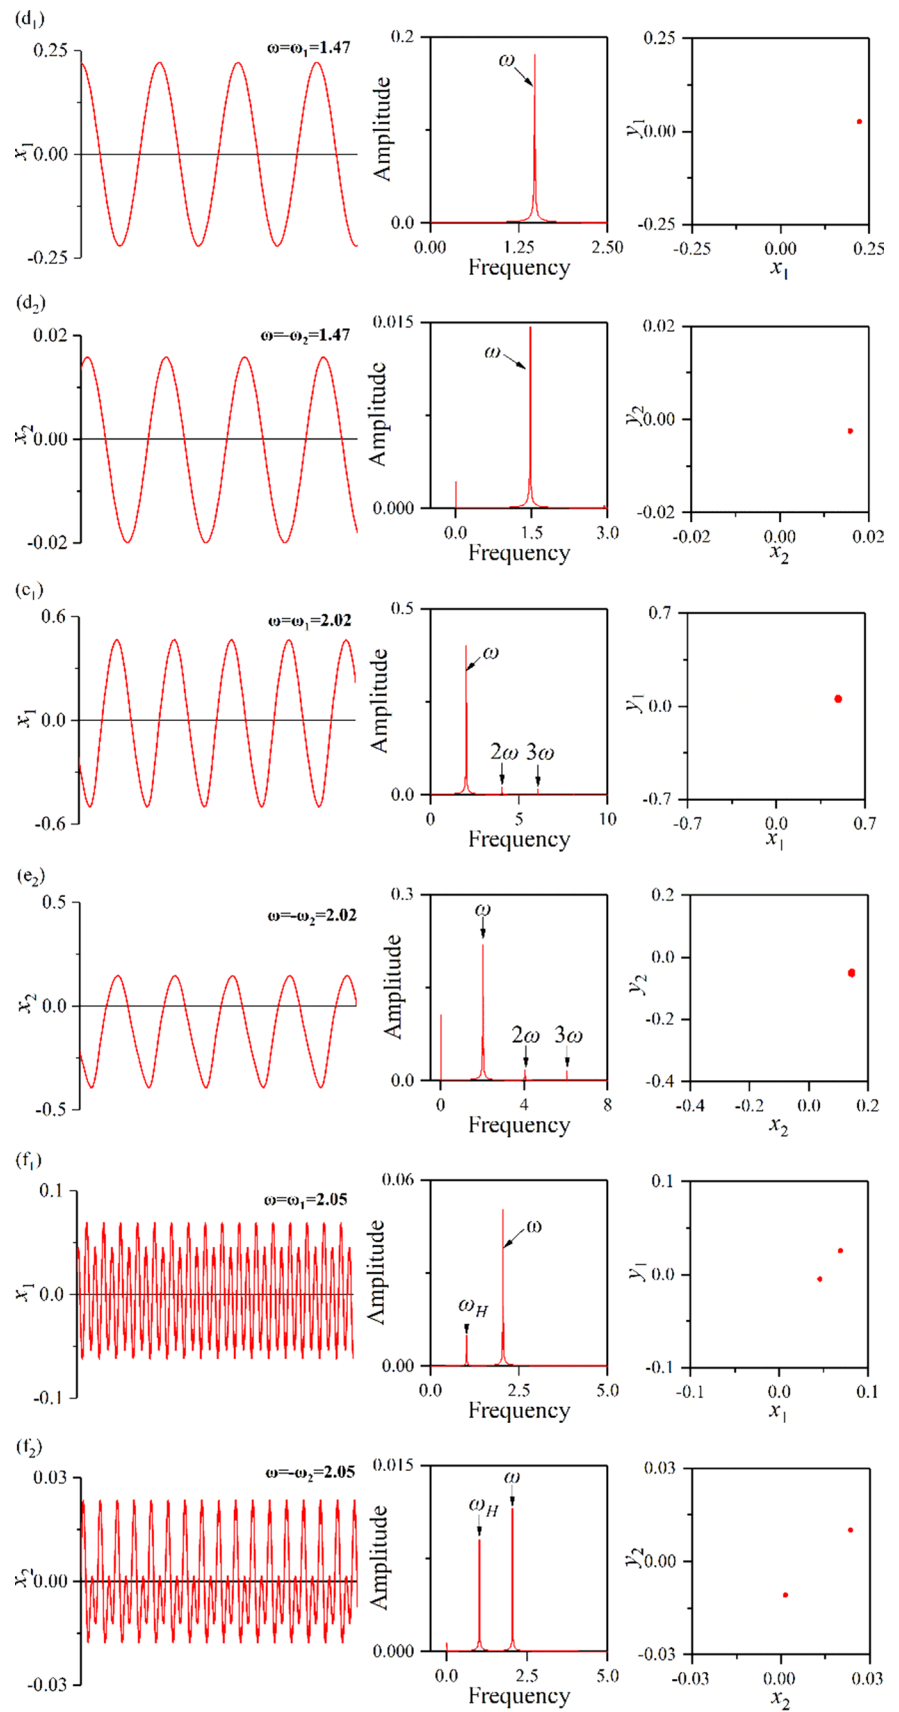 (d1)
ω=ω1=1.47
0.25
0.00
-0.25
x1
0.2
0.0
Amplitude
ω
0.00 1.25 2.50
Frequency
0.25
0.00
-0.25
y1
-0.25 0.00 0.25
x1
(d2)
ω=-ω2=1.47
0.02
0.00
-0.02
x2
0.015
0.000
Amplitude
ω
0.0 1.5 3.0
Frequency
0.02
0.00
-0.02
y2
-0.02 0.00 0.02
x2
(c1)
ω=ω1=2.02
0.6
0.0
-0.6
x1
0.5
0.0
Amplitude
ω
2ω 3ω
0 5 10
Frequency
0.7
0.0
-0.7
y1
-0.7 0.0 0.7
x1
(e2)
ω=-ω2=2.02
0.5
0.0
-0.5
x2
0.3
0.0
Amplitude
ω
2ω 3ω
0 4 8
Frequency
0.2
0.0
-0.2
-0.4
y2
-0.4 -0.2 0.0 0.2
x2
(f1)
ω=ω1=2.05
0.1
0.0
-0.1
x1
0.06
0.00
Amplitude
ω
ωH
0.0 2.5 5.0
Frequency
0.1
0.0
-0.1
y1
-0.1 0.0 0.1
x1
(f2)
ω=-ω2=2.05
0.03
0.00
-0.03
x2
0.015
0.000
Amplitude
ω
ωH
0.0 2.5 5.0
Frequency
0.03
0.00
-0.03
y2
-0.03 0.00 0.03
x2